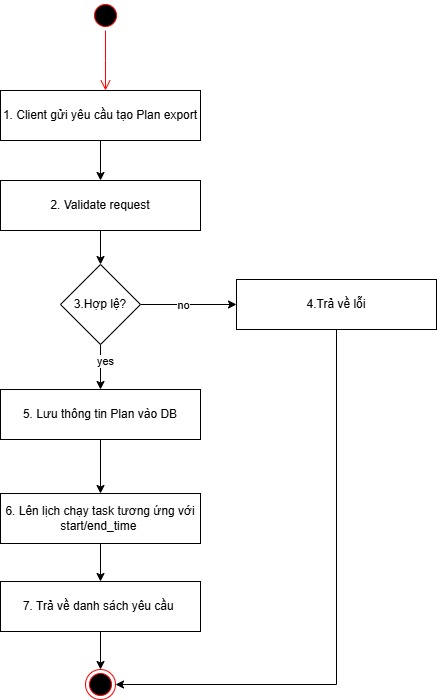 1. Client gửi yêu cầu tạo Plan export
2. Validate request
3.Hợp lệ?
no
4.Trả về lỗi
yes
5. Lưu thông tin Plan vào DB
6. Lên lịch chạy task tương ứng với
start/end_time
7. Trả về danh sách yêu cầu